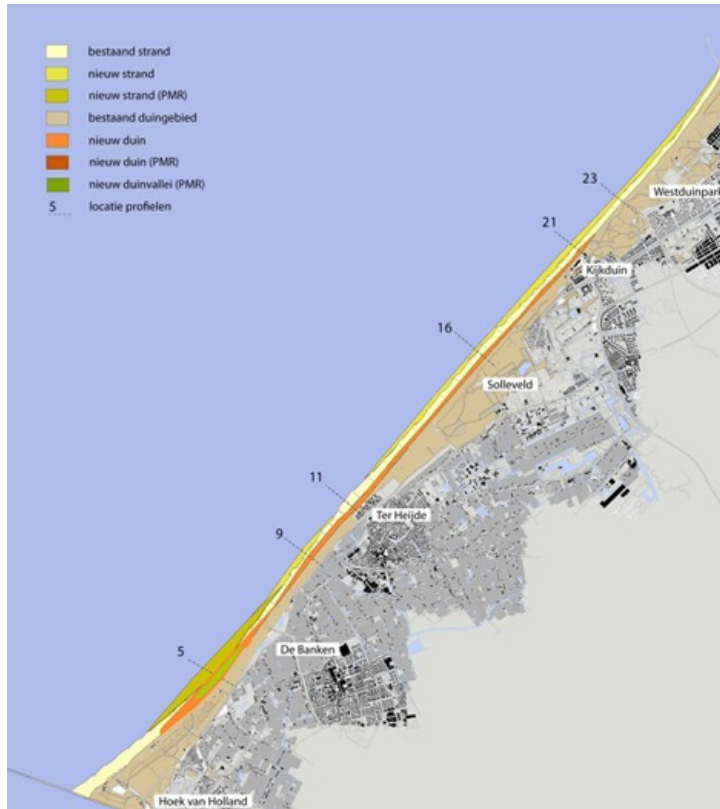 bestaand strand
nieuw strand
nieuw strand (PMR)
bestaand duingebied
nieuw duin
nieuw duin (PMR)
nieuw duinvallei (PMR)
5 locatie profielen
23
Westduinpark
21
Kijkduin
16
Solleveld
11
Ter Heijde
9
De Banken
5
Hoek van Holland